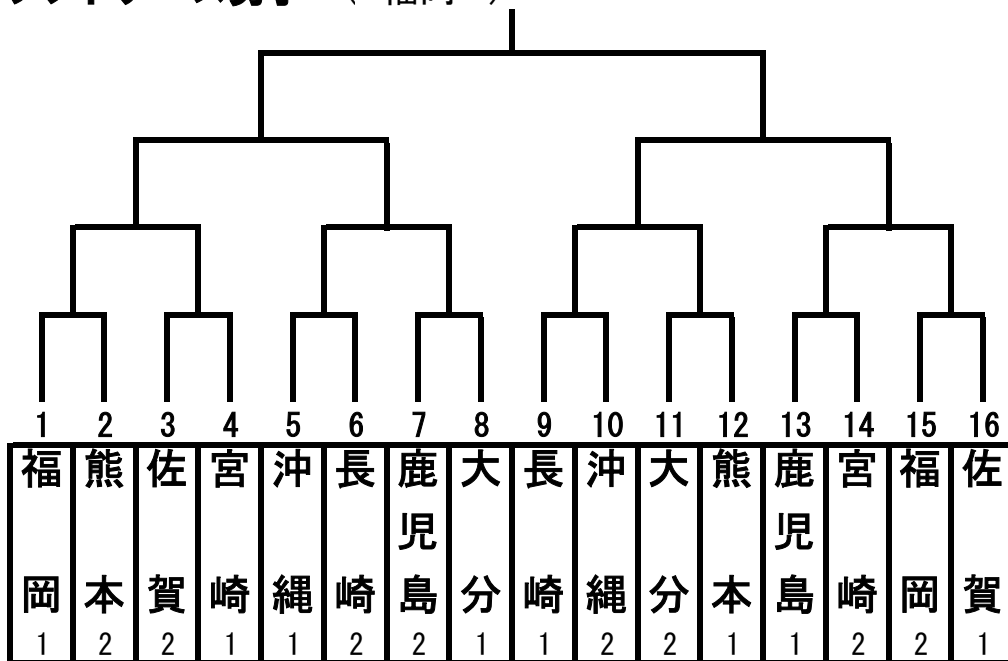 1 2 3 4 5 6 7 8 9 10 11 12 13 14 15 16
福岡 熊本 佐賀 宮崎 沖縄 長崎 鹿児島 大分 長崎 沖縄 大分 熊本 鹿児島 宮崎 福岡 佐賀
1 2 2 1 1 2 2 1 1 2 2 1 1 2 2 1